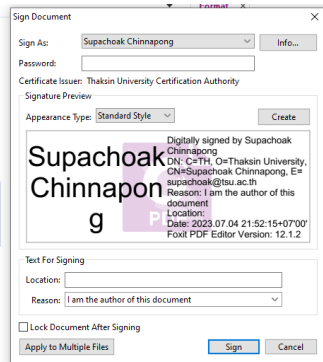 Format
Sign Document
Sign As: Supachoak Chinnapong Info...
Password:
Certificate Issuer: Thaksin University Certification Authority
Signature Preview
Appearance Type: Standard Style Create
Supachoak
Chinnapon
g
Digitally signed by Supachoak
Chinnapong
DN: C=TH, O=Thaksin University,
CN=Supachoak Chinnapong, E=
supachoak@tsu.ac.th
Reason: I am the author of this
document
Location:
Date: 2023.07.04 21:52:15+07'00'
Foxit PDF Editor Version: 12.1.2
Text For Signing
Location:
Reason: I am the author of this document
Lock Document After Signing
Apply to Multiple Files Sign Cancel